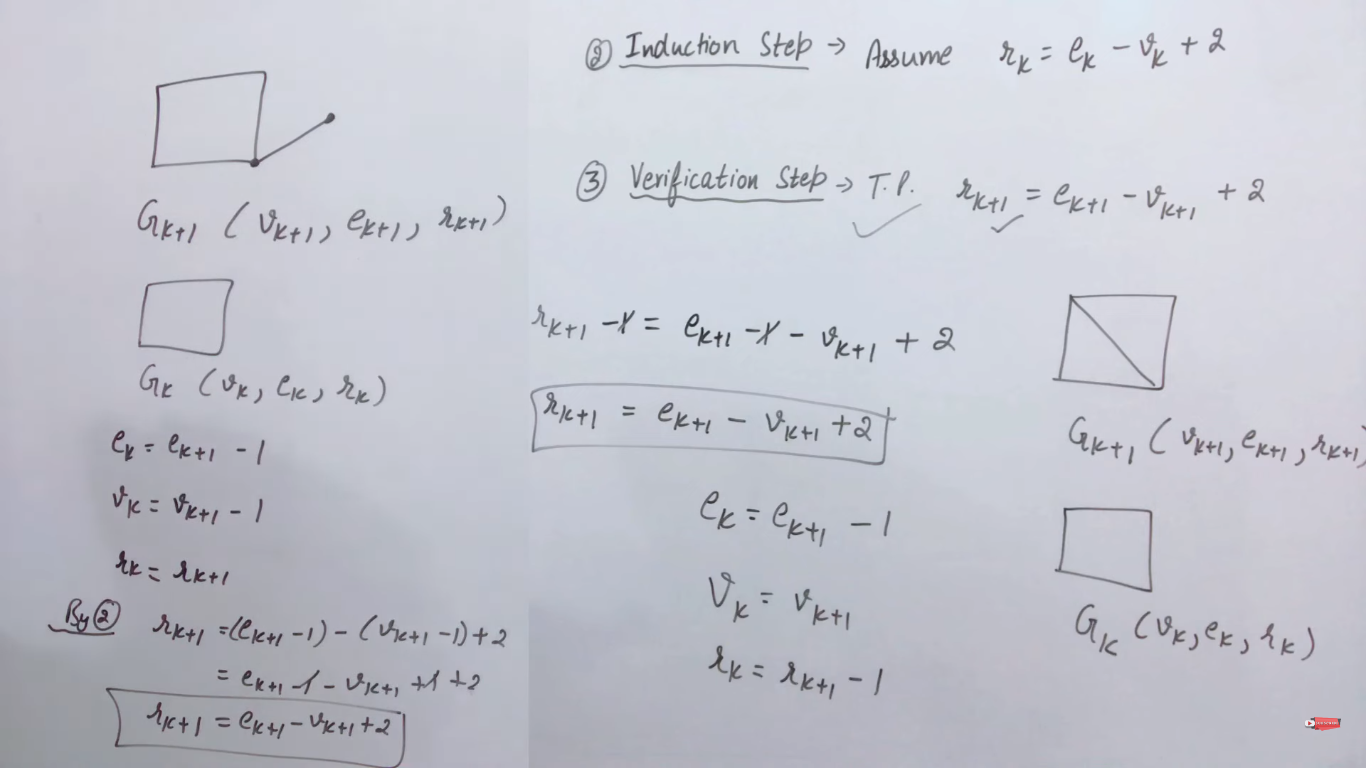 ② Induction Step → Assume r_k = e_k - v_k + 2
③ Verification Step → T.P. r_{k+1} = e_{k+1} - v_{k+1} + 2
G_{k+1} (v_{k+1}, e_{k+1}, r_{k+1})
G_k (v_k, e_k, r_k)
e_k = e_{k+1} - 1
v_k = v_{k+1} - 1
r_k = r_{k+1}
By ② r_{k+1} = (e_{k+1} - 1) - (v_{k+1} - 1) + 2
= e_{k+1} - 1 - v_{k+1} + 1 + 2
r_{k+1} = e_{k+1} - v_{k+1} + 2
r_{k+1} - 1 = e_{k+1} - 1 - v_{k+1} + 2
r_{k+1} = e_{k+1} - v_{k+1} + 2
e_k = e_{k+1} - 1
v_k = v_{k+1}
r_k = r_{k+1} - 1
G_{k+1} (v_{k+1}, e_{k+1}, r_{k+1})
G_k (v_k, e_k, r_k)